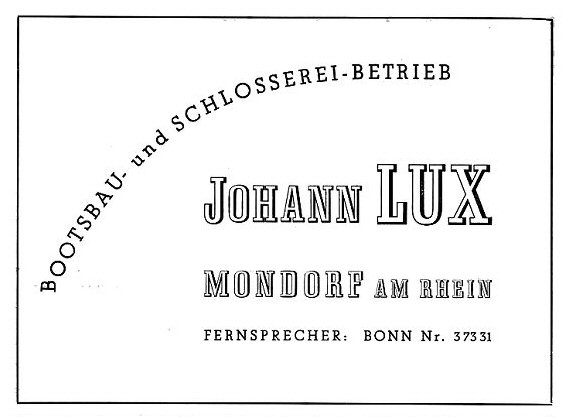 BOOTSBAU- und SCHLOSSEREI-BETRIEB
JOHANN LUX
MONDORF AM RHEIN
FERNSPRECHER: BONN Nr. 37331